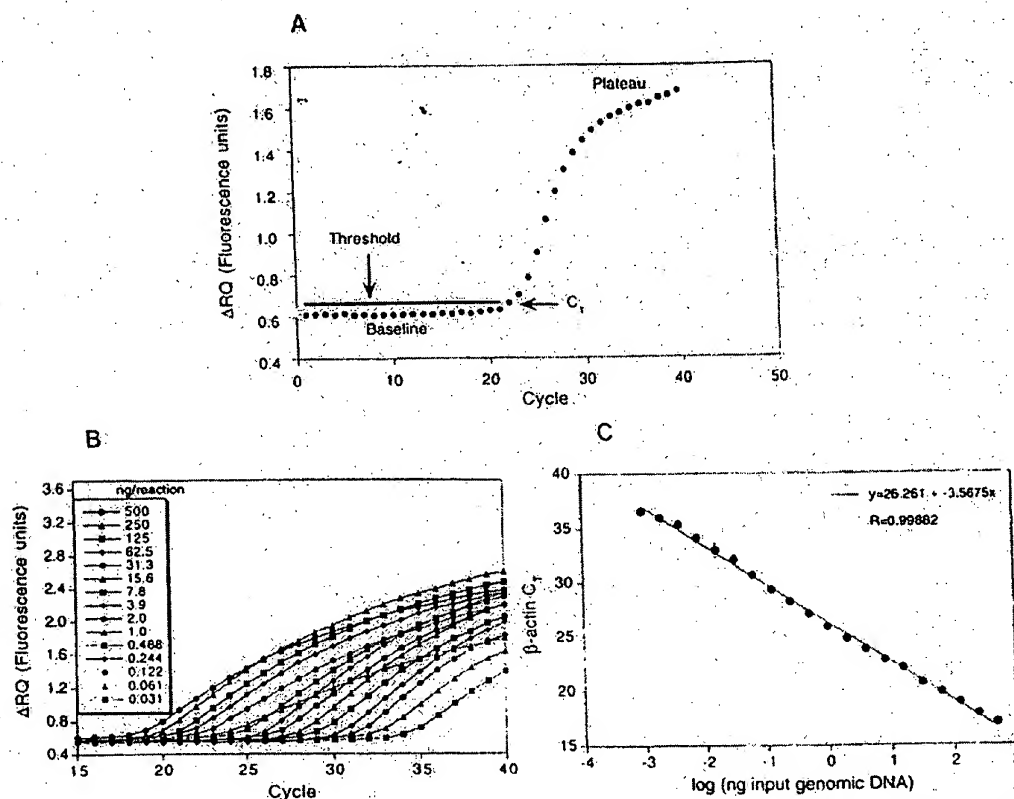 A
1.8
1.6
1.4
1.2
1.0
0.8
0.6
0.4
ΔRQ (Fluorescence units)
Plateau
Threshold
Baseline
C_T
0 10 20 30 40 50
Cycle
B
3.6
3.2
2.8
2.4
2.0
1.6
1.2
0.8
0.4
ΔRQ (Fluorescence units)
ng/reaction
500
250
125
62.5
31.3
15.6
7.8
3.9
2.0
1.0
0.488
0.244
0.122
0.061
0.031
15 20 25 30 35 40
Cycle
C
40
35
30
25
20
15
β-actin C_T
y=26.261 + -3.5675x
R=0.99882
-4 -3 -2 -1 0 1 2 3
log (ng input genomic DNA)